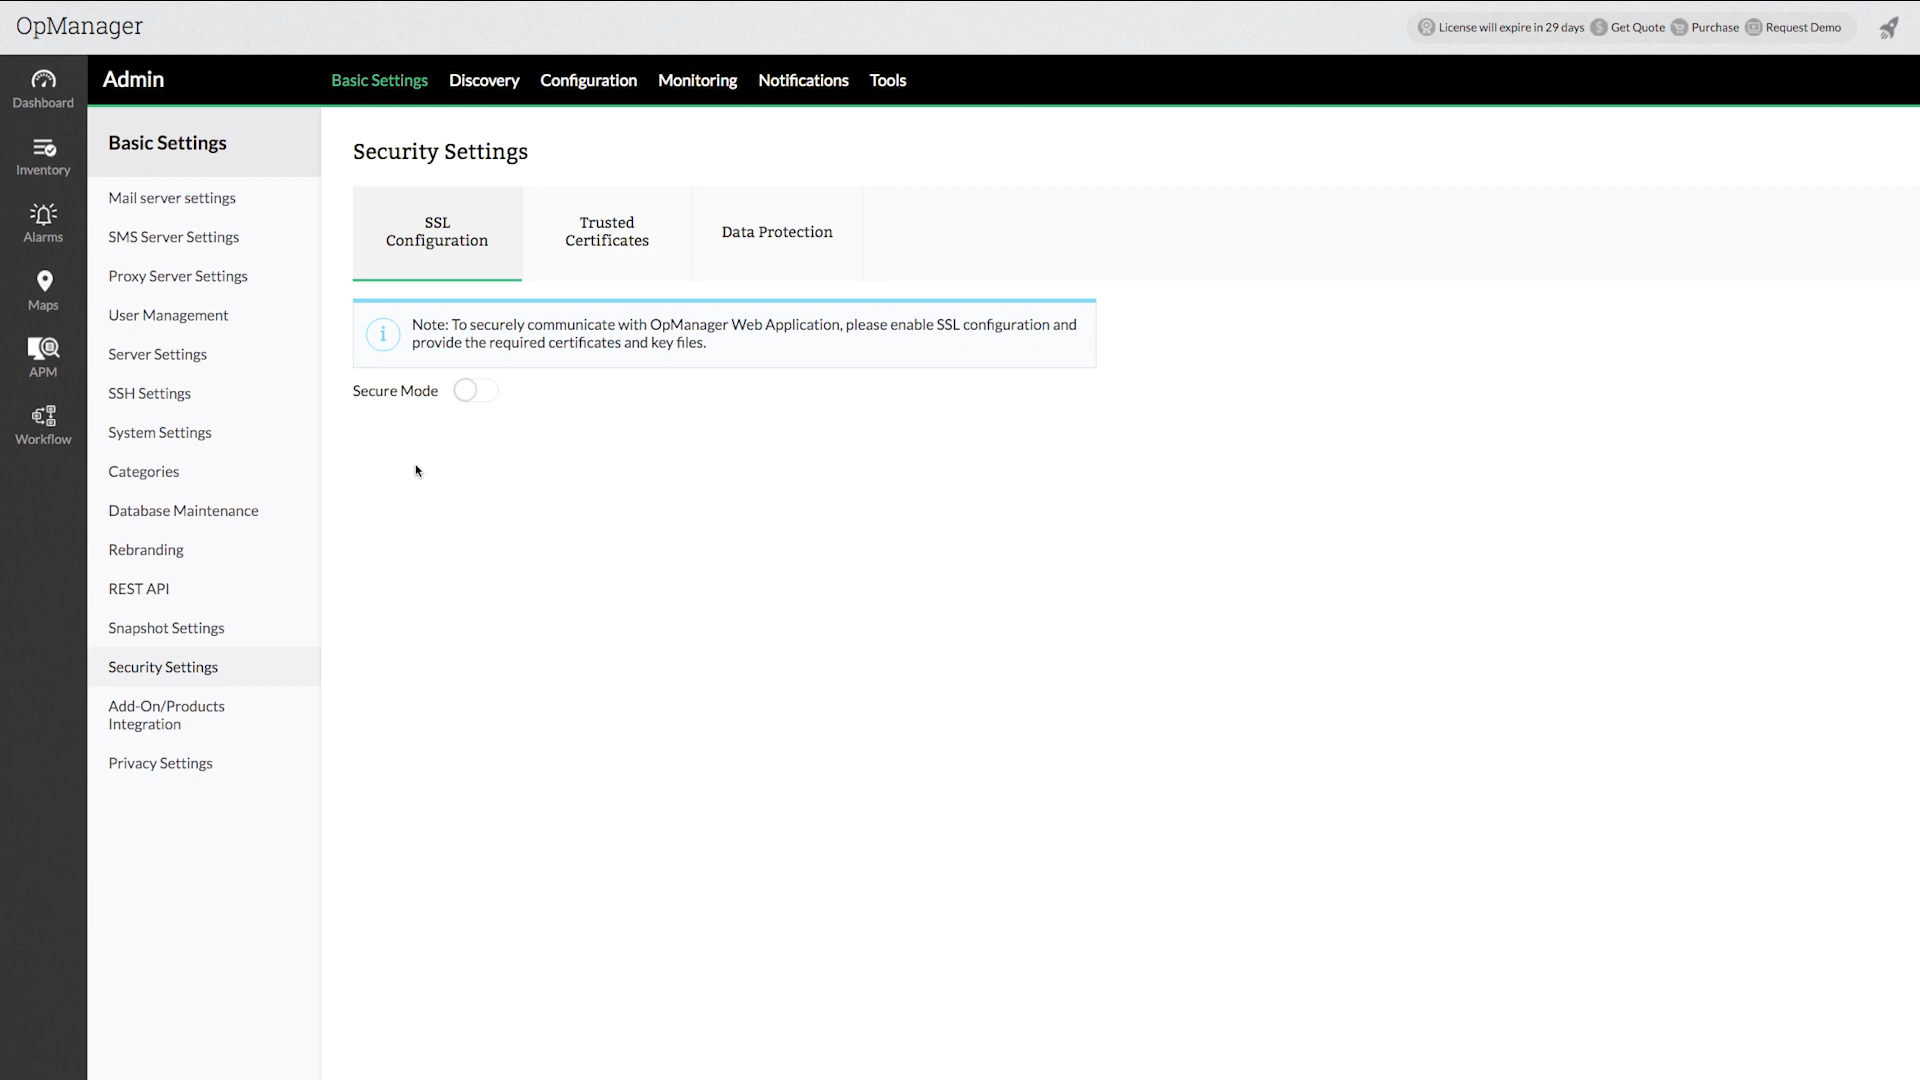 OpManager
License will expire in 29 days Get Quote Purchase Request Demo
Dashboard
Inventory
Alarms
Maps
APM
Workflow
Admin
Basic Settings Discovery Configuration Monitoring Notifications Tools
Basic Settings
Mail server settings
SMS Server Settings
Proxy Server Settings
User Management
Server Settings
SSH Settings
System Settings
Categories
Database Maintenance
Rebranding
REST API
Snapshot Settings
Security Settings
Add-On/Products
Integration
Privacy Settings
Security Settings
SSL
Configuration
Trusted
Certificates
Data Protection
Note: To securely communicate with OpManager Web Application, please enable SSL configuration and
provide the required certificates and key files.
Secure Mode